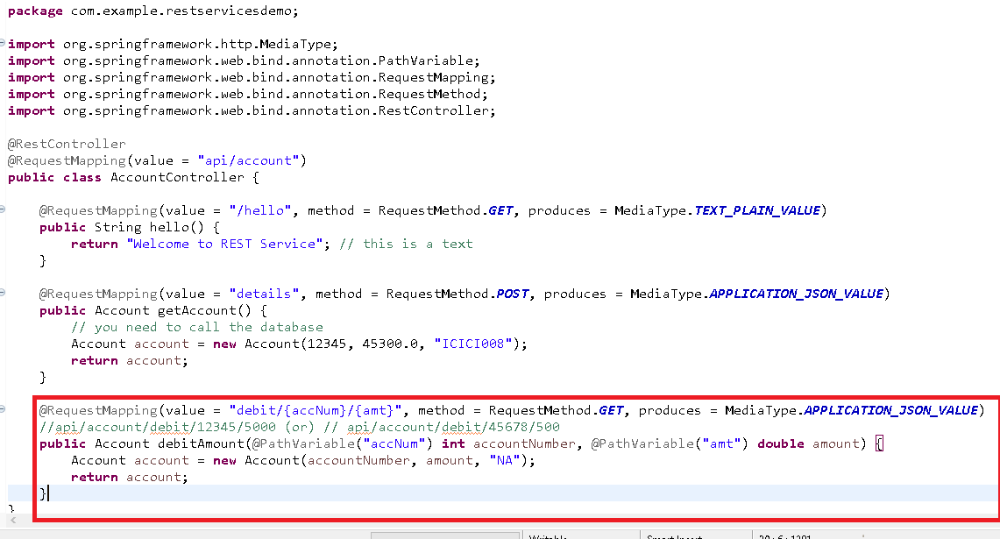 package com.example.restservicesdemo;
import org.springframework.http.MediaType;
import org.springframework.web.bind.annotation.PathVariable;
import org.springframework.web.bind.annotation.RequestMapping;
import org.springframework.web.bind.annotation.RequestMethod;
import org.springframework.web.bind.annotation.RestController;
@RestController
@RequestMapping(value = "api/account")
public class AccountController {
@RequestMapping(value = "/hello", method = RequestMethod.GET, produces = MediaType.TEXT_PLAIN_VALUE)
public String hello() {
return "Welcome to REST Service"; // this is a text
}
@RequestMapping(value = "details", method = RequestMethod.POST, produces = MediaType.APPLICATION_JSON_VALUE)
public Account getAccount() {
// you need to call the database
Account account = new Account(12345, 45300.0, "ICICI008");
return account;
}
@RequestMapping(value = "debit/{accNum}/{amt}", method = RequestMethod.GET, produces = MediaType.APPLICATION_JSON_VALUE)
//api/account/debit/12345/5000 (or) // api/account/debit/45678/500
public Account debitAmount(@PathVariable("accNum") int accountNumber, @PathVariable("amt") double amount) {
Account account = new Account(accountNumber, amount, "NA");
return account;
}
}